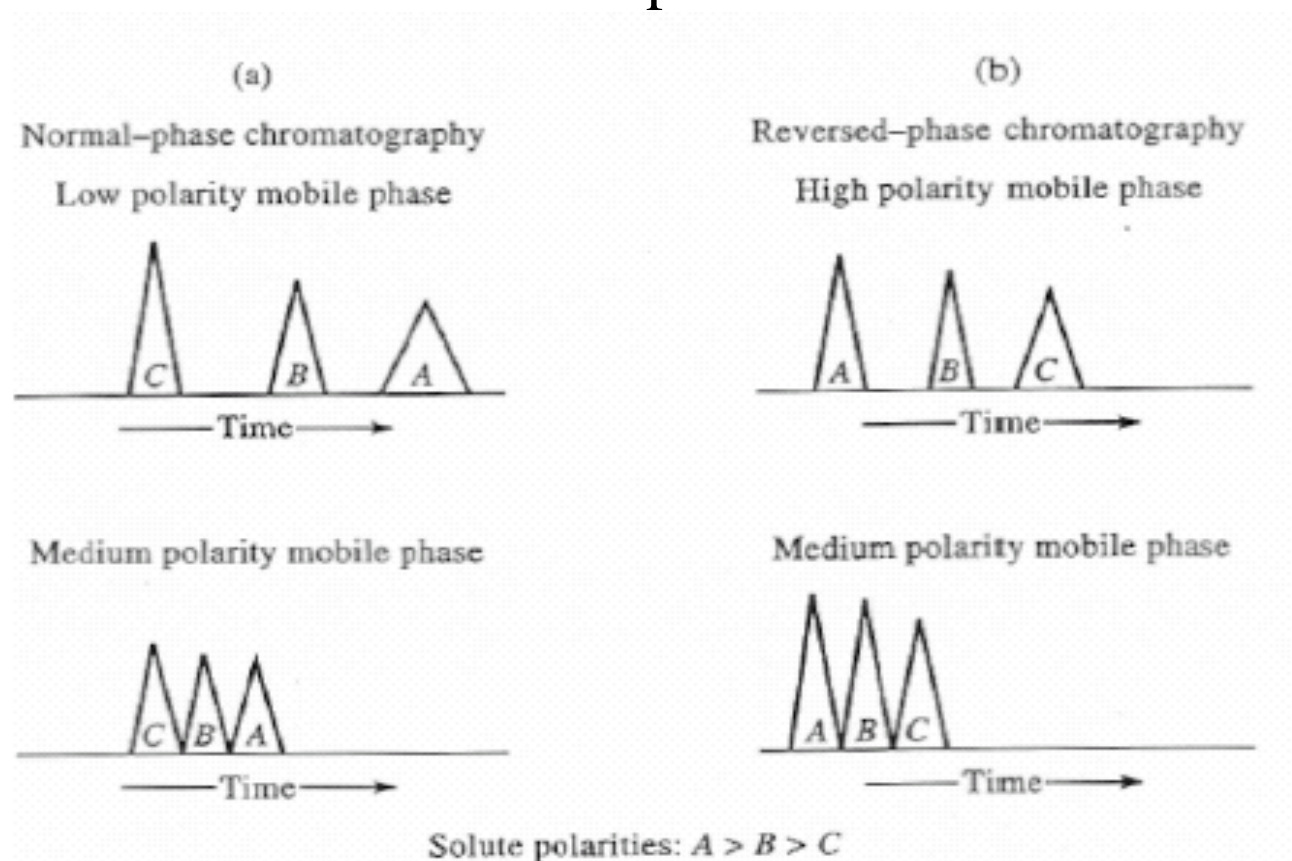 (a)
Normal–phase chromatography
Low polarity mobile phase
C B A
Time
Medium polarity mobile phase
C B A
Time
(b)
Reversed–phase chromatography
High polarity mobile phase
A B C
Time
Medium polarity mobile phase
A B C
Time
Solute polarities: A > B > C